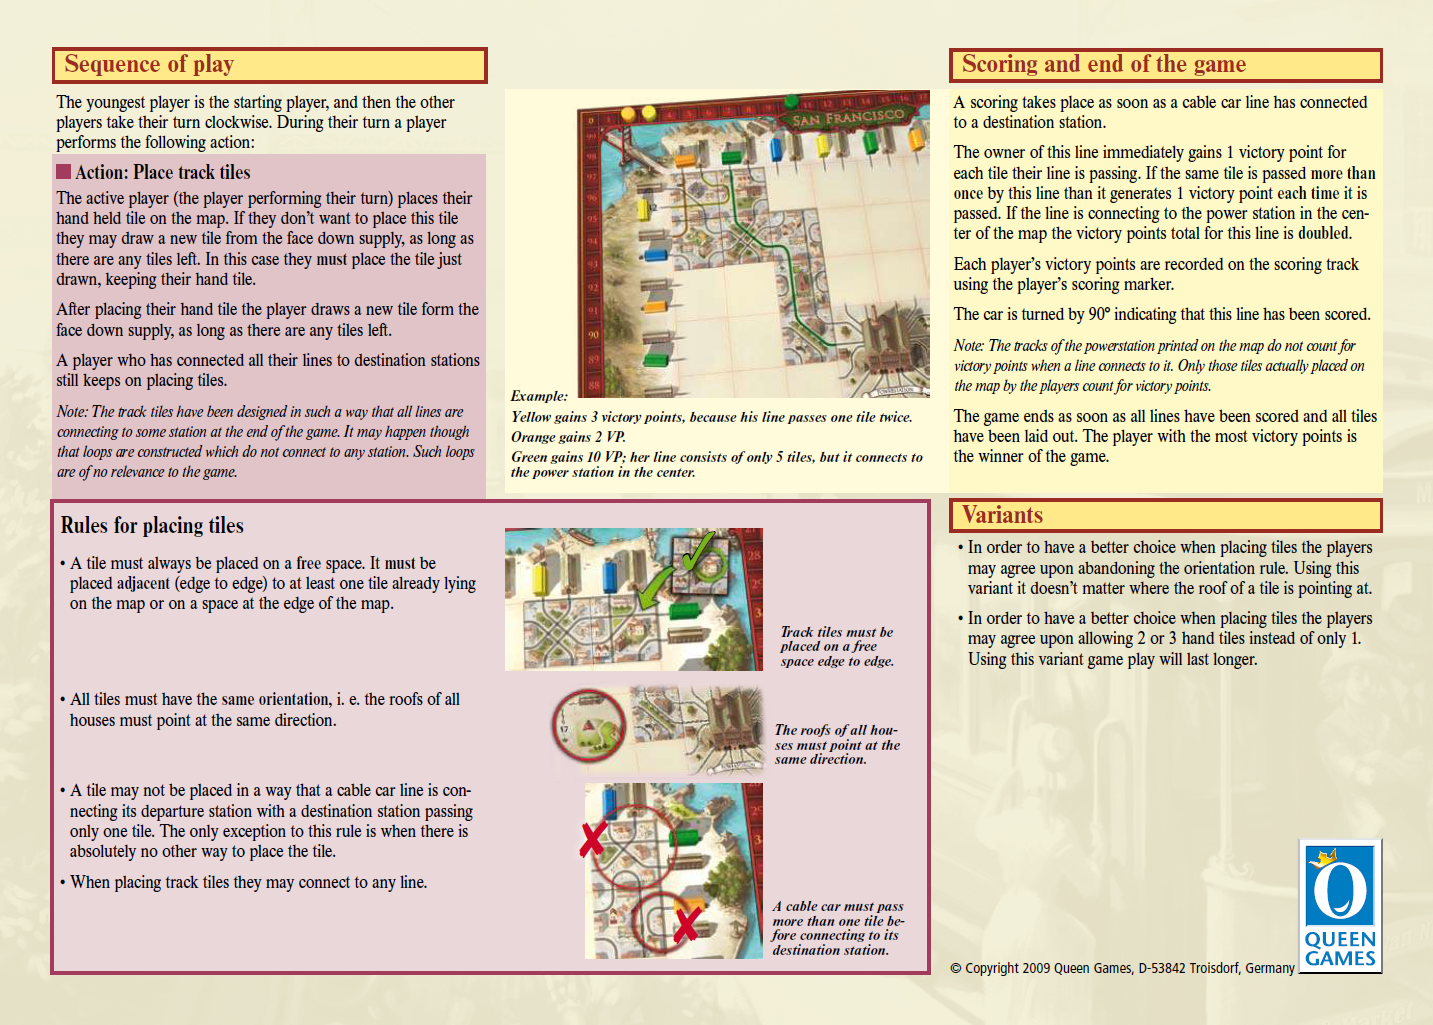 Sequence of play
The youngest player is the starting player, and then the other
players take their turn clockwise. During their turn a player
performs the following action:
Action: Place track tiles
The active player (the player performing their turn) places their
hand held tile on the map. If they don't want to place this tile
they may draw a new tile from the face down supply, as long as
there are any tiles left. In this case they must place the tile just
drawn, keeping their hand tile.
After placing their hand tile the player draws a new tile form the
face down supply, as long as there are any tiles left.
A player who has connected all their lines to destination stations
still keeps on placing tiles.
Note: The track tiles have been designed in such a way that all lines are
connecting to some station at the end of the game. It may happen though
that loops are constructed which do not connect to any station. Such loops
are of no relevance to the game.
SAN FRANCISCO
Example:
Yellow gains 3 victory points, because his line passes one tile twice.
Orange gains 2 VP.
Green gains 10 VP; her line consists of only 5 tiles, but it connects to
the power station in the center.
Scoring and end of the game
A scoring takes place as soon as a cable car line has connected
to a destination station.
The owner of this line immediately gains 1 victory point for
each tile their line is passing. If the same tile is passed more than
once by this line than it generates 1 victory point each time it is
passed. If the line is connecting to the power station in the cen-
ter of the map the victory points total for this line is doubled.
Each player's victory points are recorded on the scoring track
using the player's scoring marker.
The car is turned by 90° indicating that this line has been scored.
Note: The tracks of the powerstation printed on the map do not count for
victory points when a line connects to it. Only those tiles actually placed on
the map by the players count for victory points.
The game ends as soon as all lines have been scored and all tiles
have been laid out. The player with the most victory points is
the winner of the game.
Rules for placing tiles
• A tile must always be placed on a free space. It must be
placed adjacent (edge to edge) to at least one tile already lying
on the map or on a space at the edge of the map.
Track tiles must be
placed on a free
space edge to edge.
• All tiles must have the same orientation, i. e. the roofs of all
houses must point at the same direction.
17
The roofs of all hou-
ses must point at the
same direction.
• A tile may not be placed in a way that a cable car line is con-
necting its departure station with a destination station passing
only one tile. The only exception to this rule is when there is
absolutely no other way to place the tile.
• When placing track tiles they may connect to any line.
A cable car must pass
more than one tile be-
fore connecting to its
destination station.
Variants
• In order to have a better choice when placing tiles the players
may agree upon abandoning the orientation rule. Using this
variant it doesn't matter where the roof of a tile is pointing at.
• In order to have a better choice when placing tiles the players
may agree upon allowing 2 or 3 hand tiles instead of only 1.
Using this variant game play will last longer.
QUEEN
GAMES
© Copyright 2009 Queen Games, D-53842 Troisdorf, Germany